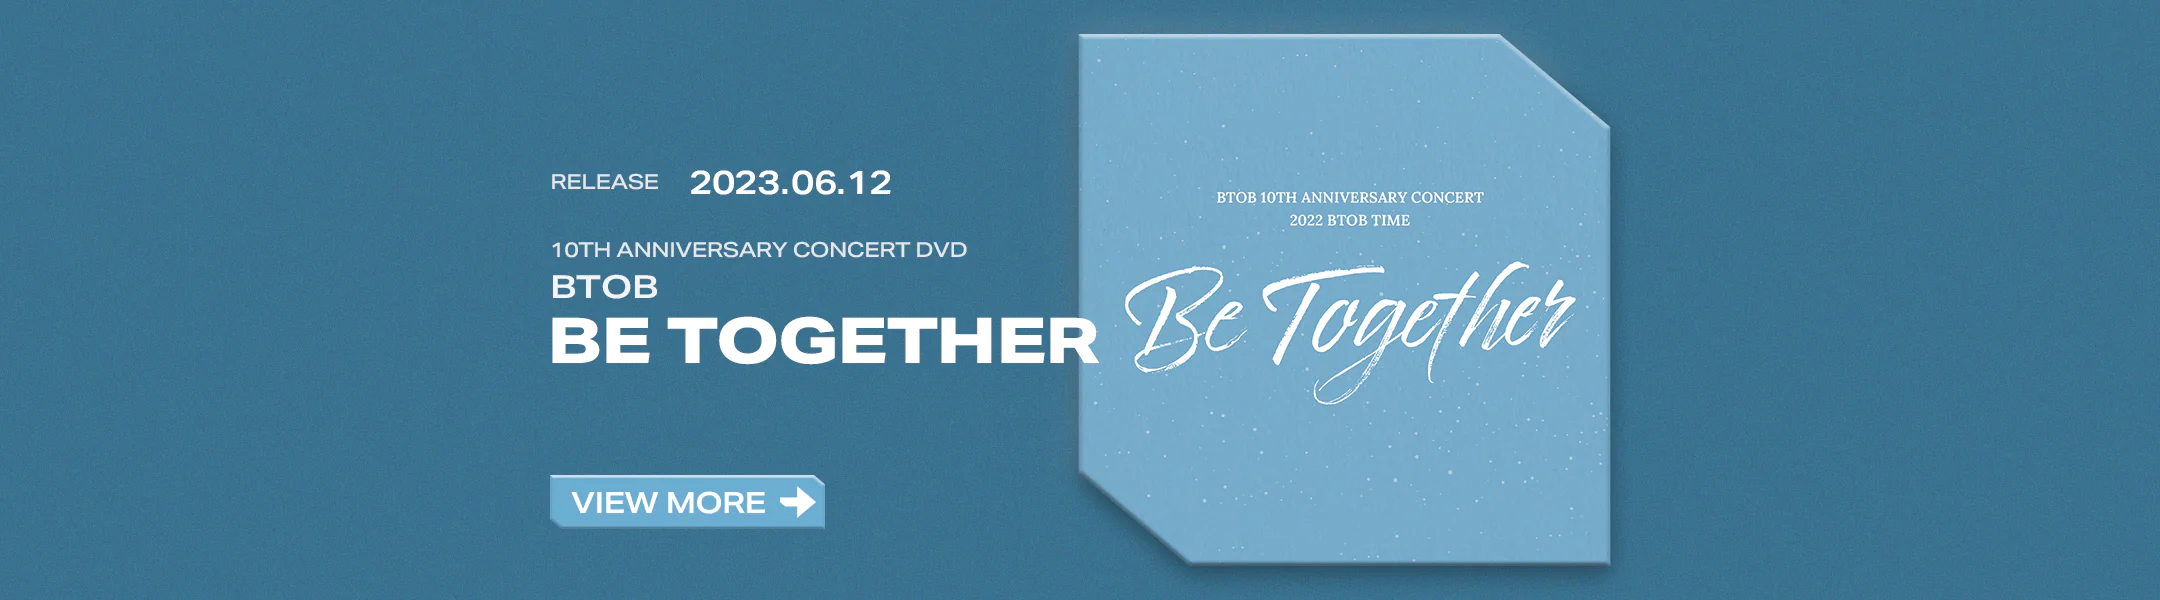 RELEASE 2023.06.12
10TH ANNIVERSARY CONCERT DVD
BTOB
BE TOGETHER
VIEW MORE
BTOB 10TH ANNIVERSARY CONCERT
2022 BTOB TIME
Be Together